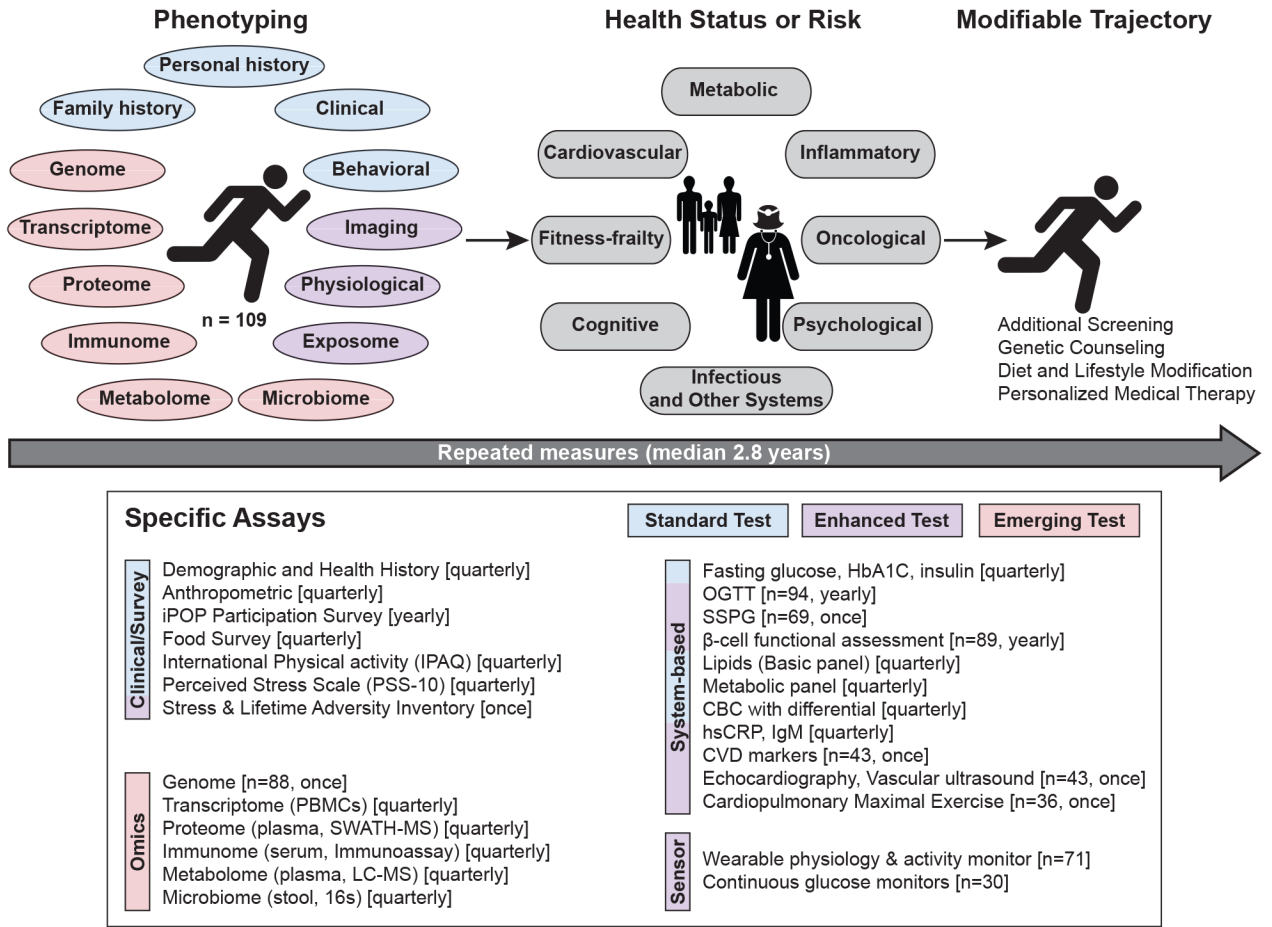 Phenotyping
Health Status or Risk
Modifiable Trajectory
Personal history
Family history
Clinical
Genome
Behavioral
Transcriptome
Imaging
Proteome
Physiological
n = 109
Immunome
Exposome
Metabolome
Microbiome
Metabolic
Cardiovascular
Inflammatory
Fitness-frailty
Oncological
Cognitive
Psychological
Infectious
and Other Systems
Additional Screening
Genetic Counseling
Diet and Lifestyle Modification
Personalized Medical Therapy
Repeated measures (median 2.8 years)
Specific Assays
Standard Test
Enhanced Test
Emerging Test
Clinical/Survey
Demographic and Health History [quarterly]
Anthropometric [quarterly]
iPOP Participation Survey [yearly]
Food Survey [quarterly]
International Physical activity (IPAQ) [quarterly]
Perceived Stress Scale (PSS-10) [quarterly]
Stress & Lifetime Adversity Inventory [once]
Omics
Genome [n=88, once]
Transcriptome (PBMCs) [quarterly]
Proteome (plasma, SWATH-MS) [quarterly]
Immunome (serum, Immunoassay) [quarterly]
Metabolome (plasma, LC-MS) [quarterly]
Microbiome (stool, 16s) [quarterly]
System-based
Fasting glucose, HbA1C, insulin [quarterly]
OGTT [n=94, yearly]
SSPG [n=69, once]
β-cell functional assessment [n=89, yearly]
Lipids (Basic panel) [quarterly]
Metabolic panel [quarterly]
CBC with differential [quarterly]
hsCRP, IgM [quarterly]
CVD markers [n=43, once]
Echocardiography, Vascular ultrasound [n=43, once]
Cardiopulmonary Maximal Exercise [n=36, once]
Sensor
Wearable physiology & activity monitor [n=71]
Continuous glucose monitors [n=30]